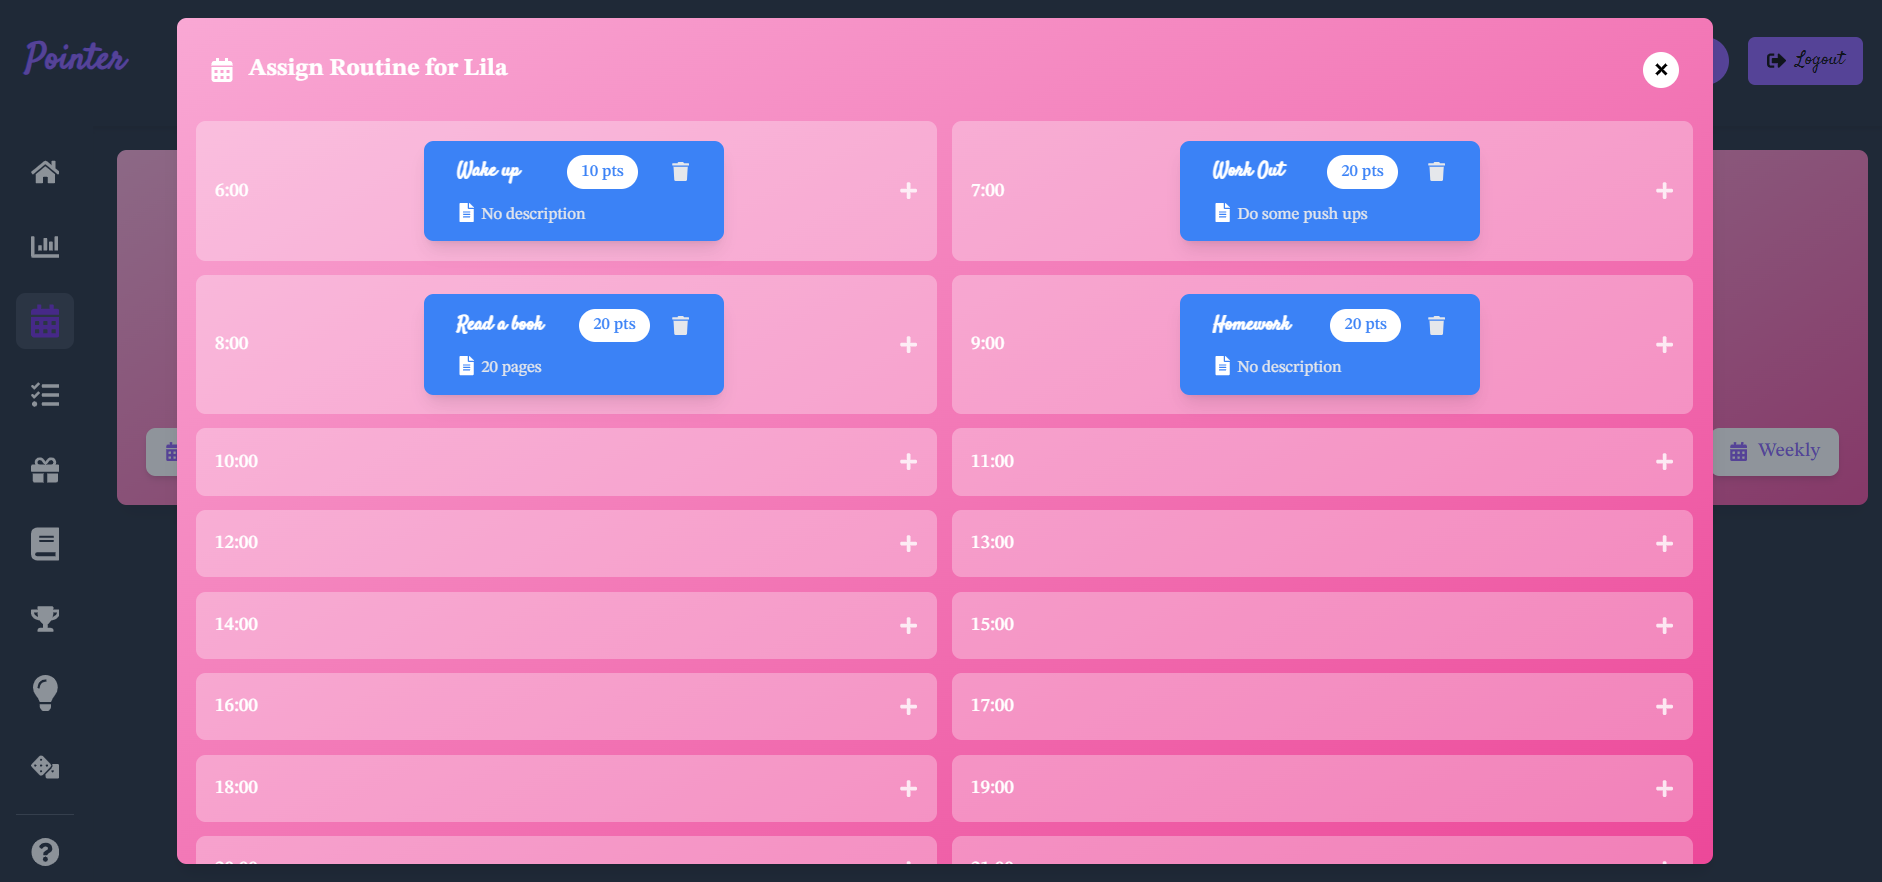 Pointer
Assign Routine for Lila
Logout
6:00
Wake up
10 pts
No description
7:00
Work Out
20 pts
Do some push ups
8:00
Read a book
20 pts
20 pages
9:00
Homework
20 pts
No description
10:00
11:00
Weekly
12:00
13:00
14:00
15:00
16:00
17:00
18:00
19:00